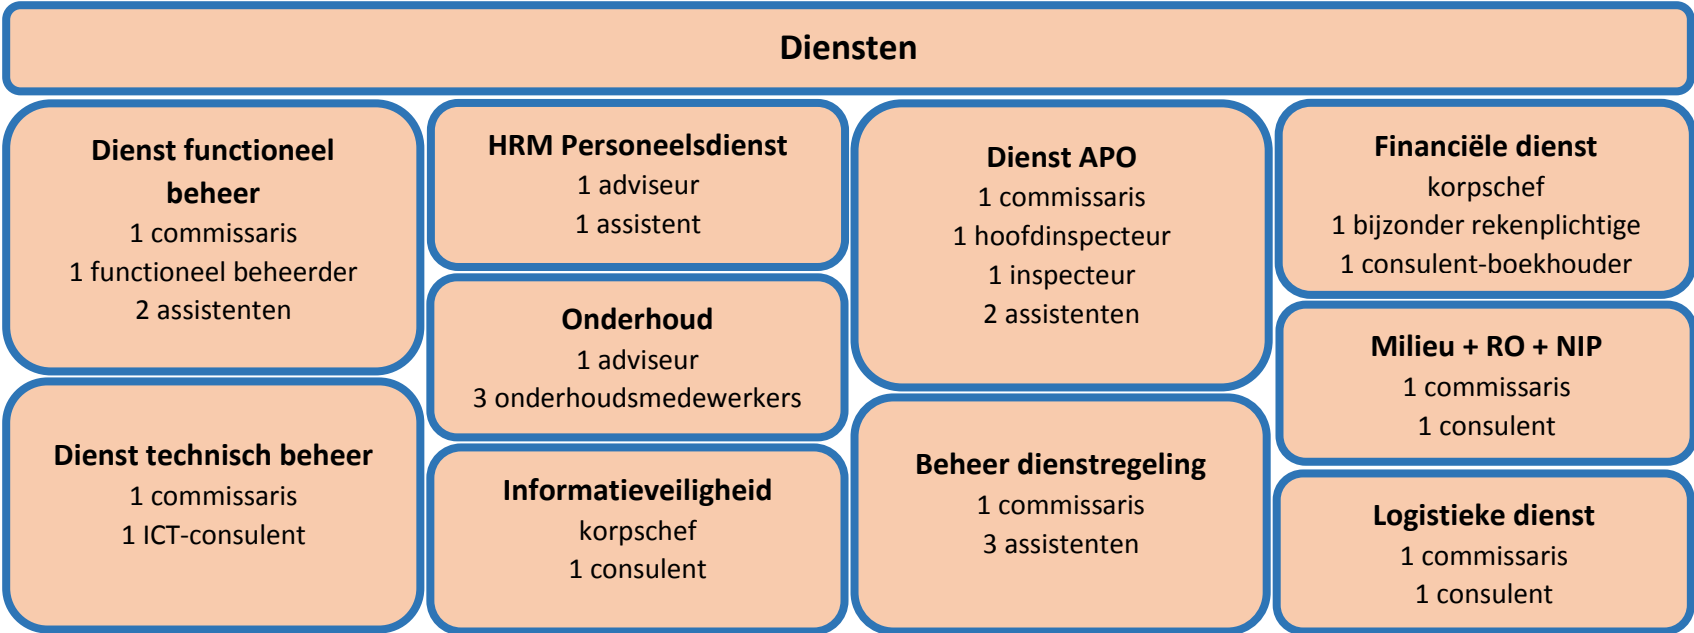 Diensten
Dienst functioneel
beheer
1 commissaris
1 functioneel beheerder
2 assistenten
Dienst technisch beheer
1 commissaris
1 ICT-consulent
HRM Personeelsdienst
1 adviseur
1 assistent
Onderhoud
1 adviseur
3 onderhoudsmedewerkers
Informatieveiligheid
korpschef
1 consulent
Dienst APO
1 commissaris
1 hoofdinspecteur
1 inspecteur
2 assistenten
Beheer dienstregeling
1 commissaris
3 assistenten
Financiële dienst
korpschef
1 bijzonder rekenplichtige
1 consulent-boekhouder
Milieu + RO + NIP
1 commissaris
1 consulent
Logistieke dienst
1 commissaris
1 consulent